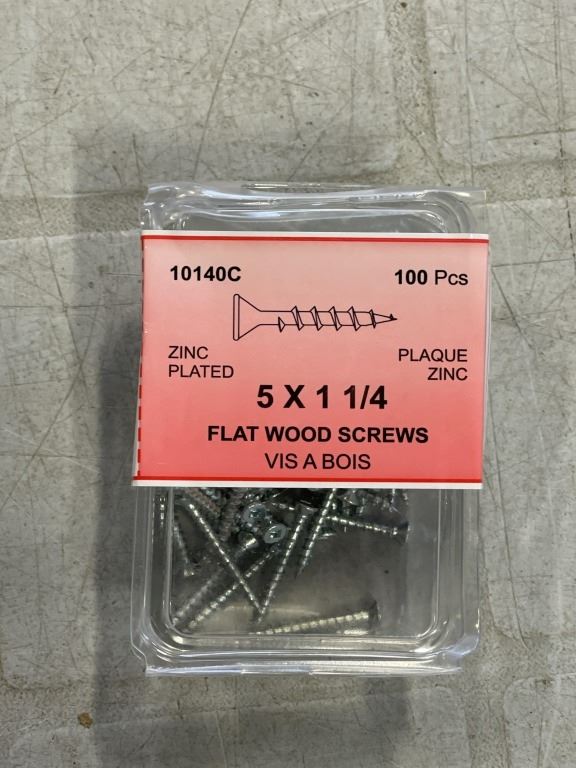 10140C 100 Pcs
ZINC PLAQUE
PLATED ZINC
5 X 1 1/4
FLAT WOOD SCREWS
VIS A BOIS